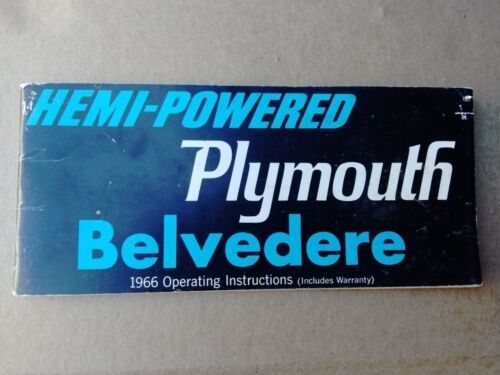 HEMI-POWERED
Plymouth
Belvedere
1966 Operating Instructions (Includes Warranty)